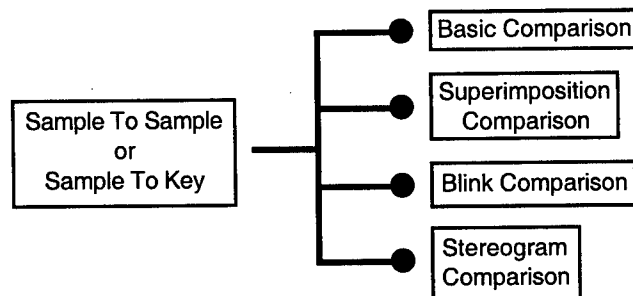 Sample To Sample
or
Sample To Key
Basic Comparison
Superimposition
Comparison
Blink Comparison
Stereogram
Comparison